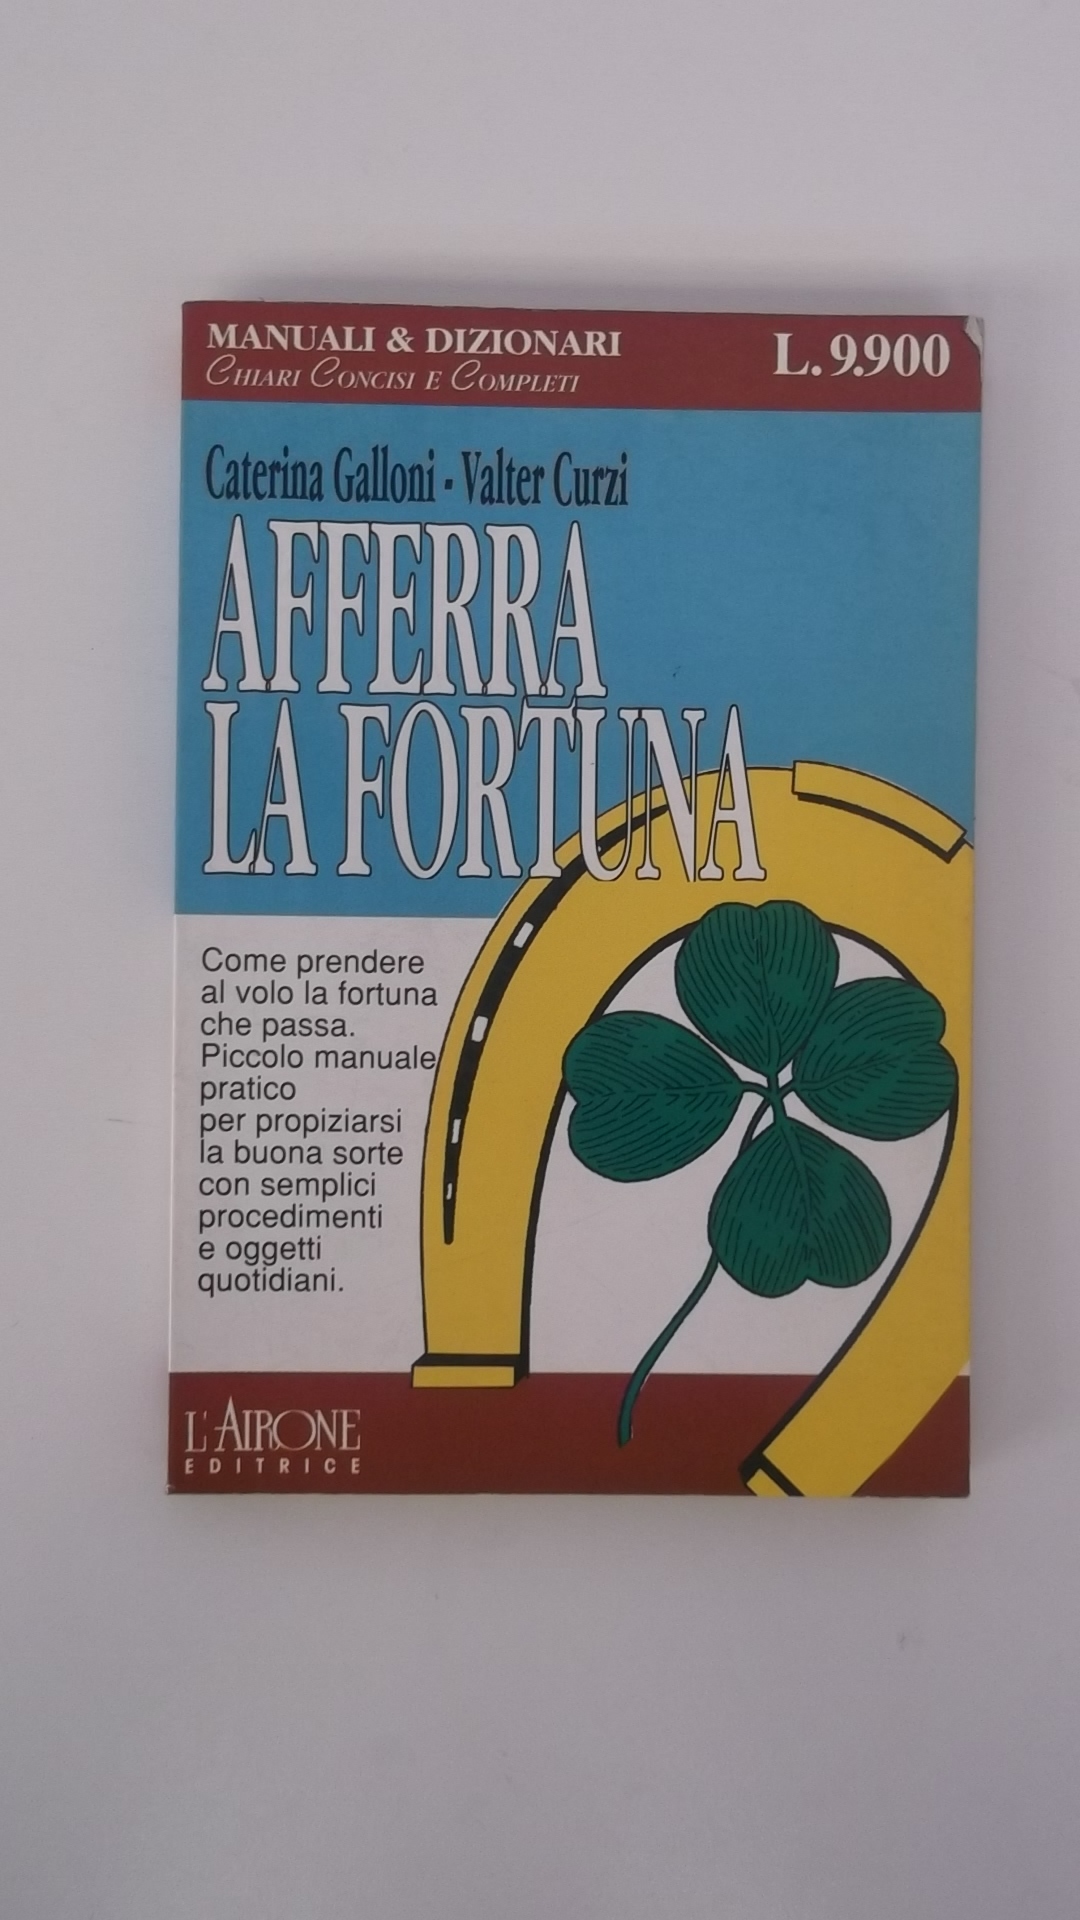 MANUALI & DIZIONARI
CHIARI CONCISI E COMPLETI
L. 9.900
Caterina Galloni - Valter Curzi
AFFERRA
LA FORTUNA
Come prendere
al volo la fortuna
che passa.
Piccolo manuale
pratico
per propiziarsi
la buona sorte
con semplici
procedimenti
e oggetti
quotidiani.
L'AIRONE
EDITRICE